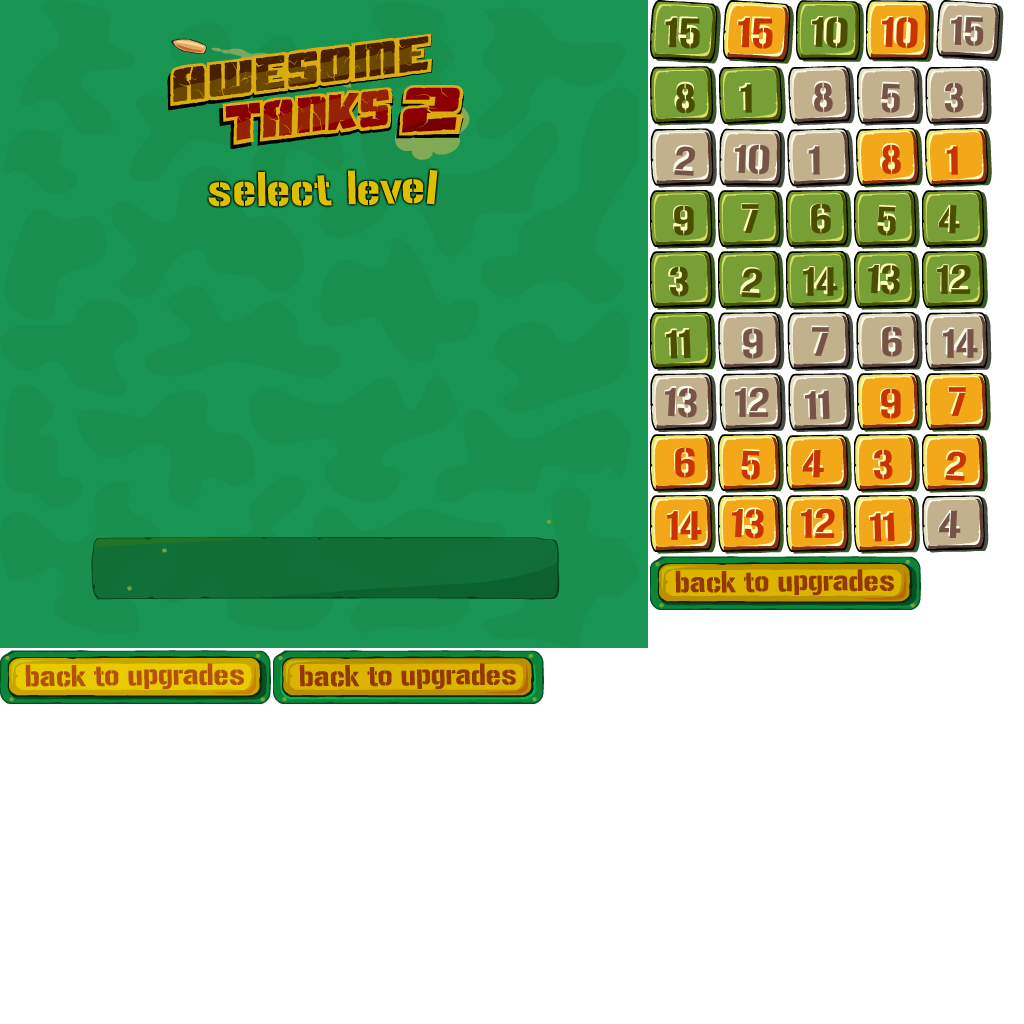 AWESOME
TANKS 2
select level
15 15 10 10 15
8 1 8 5 3
2 10 1 8 1
9 7 6 5 4
3 2 14 13 12
11 9 7 6 14
13 12 11 9 7
6 5 4 3 2
14 13 12 11 4
back to upgrades
back to upgrades back to upgrades